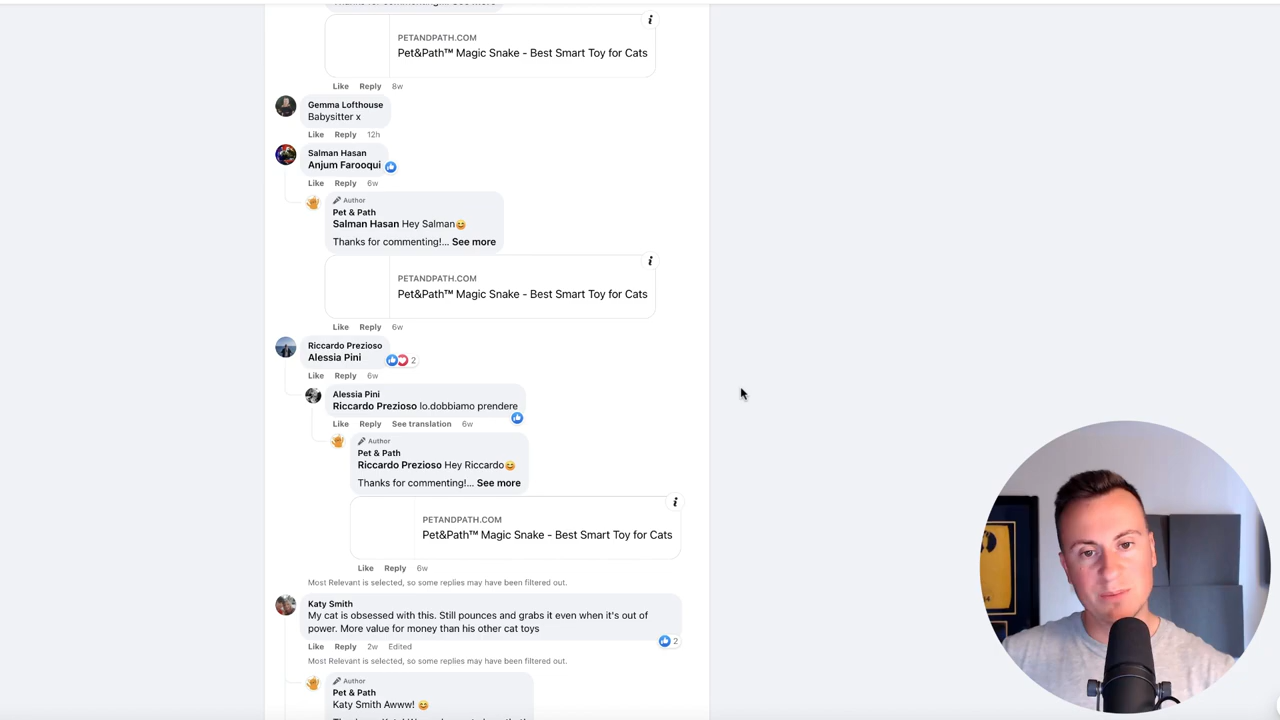 PETANDPATH.COM
Pet&Path™ Magic Snake - Best Smart Toy for Cats
Like Reply 8w
Gemma Lofthouse
Babysitter x
Like Reply 12h
Salman Hasan
Anjum Farooqui
Like Reply 6w
Author
Pet & Path
Salman Hasan Hey Salman😊
Thanks for commenting!... See more
PETANDPATH.COM
Pet&Path™ Magic Snake - Best Smart Toy for Cats
Like Reply 6w
Riccardo Prezioso
Alessia Pini
2
Like Reply 6w
Alessia Pini
Riccardo Prezioso lo.dobbiamo prendere
Like Reply See translation 6w
Author
Pet & Path
Riccardo Prezioso Hey Riccardo😊
Thanks for commenting!... See more
PETANDPATH.COM
Pet&Path™ Magic Snake - Best Smart Toy for Cats
Like Reply 6w
Most Relevant is selected, so some replies may have been filtered out.
Katy Smith
My cat is obsessed with this. Still pounces and grabs it even when it's out of
power. More value for money than his other cat toys
2
Like Reply 2w Edited
Most Relevant is selected, so some replies may have been filtered out.
Author
Pet & Path
Katy Smith Awww! 😊